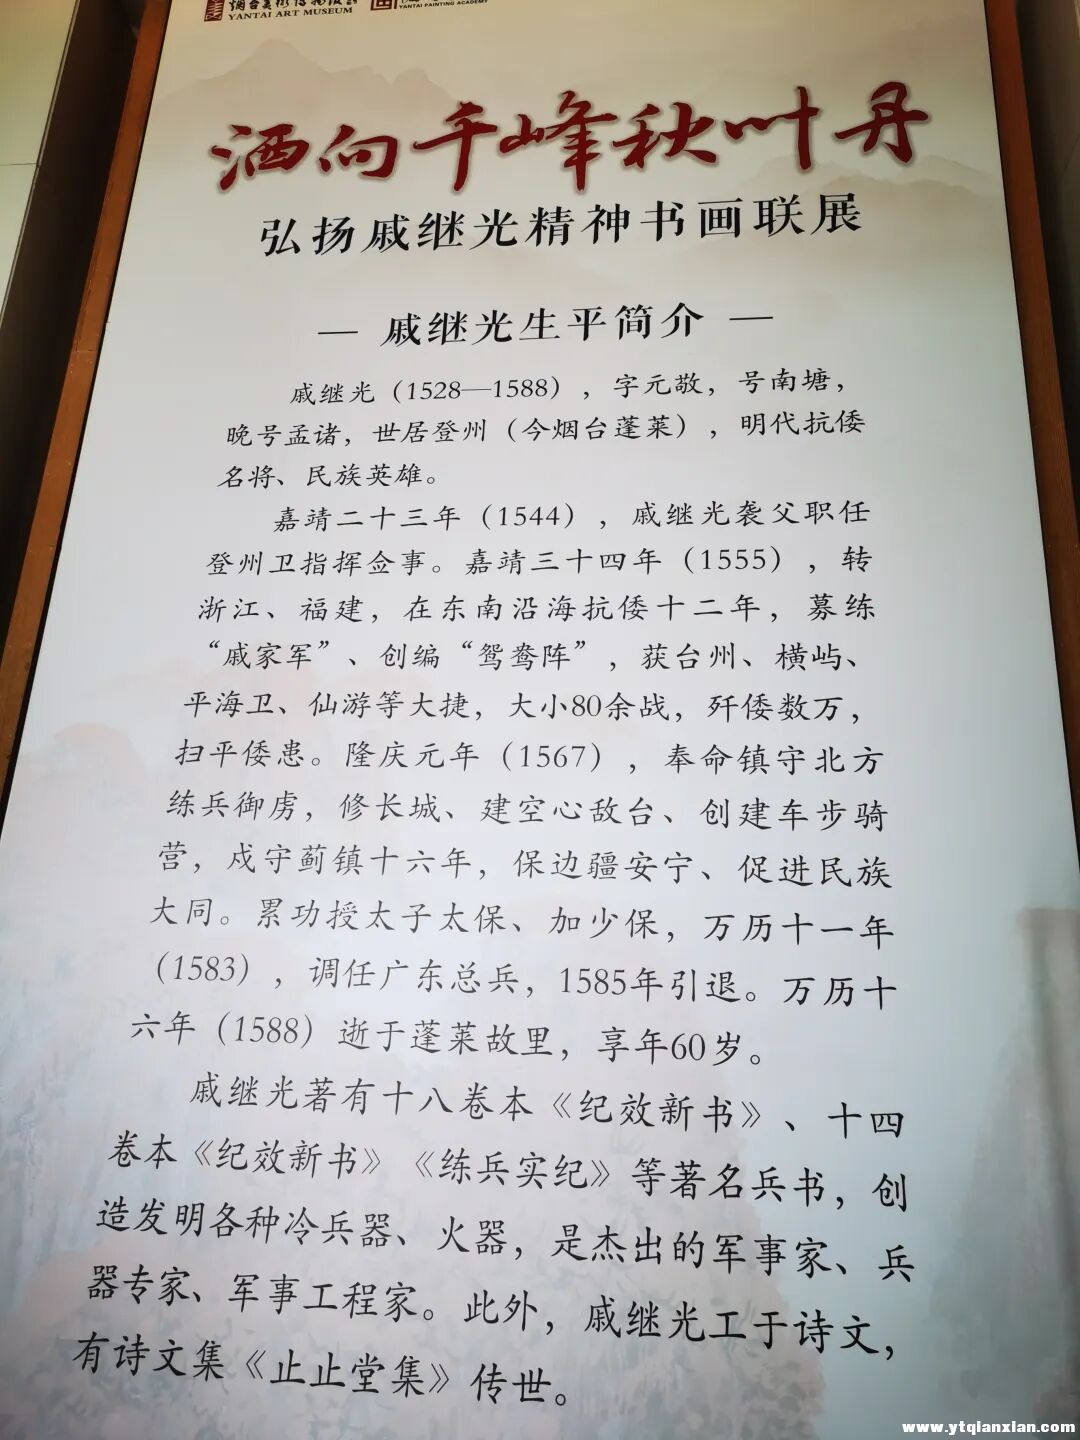 烟台美术博物馆
YANTAI ART MUSEUM
YANTAI PAINTING ACADEMY
洒向千峰秋叶丹
弘扬戚继光精神书画联展
— 戚继光生平简介 —
戚继光（1528—1588），字元敬，号南塘，
晚号孟诸，世居登州（今烟台蓬莱），明代抗倭
名将、民族英雄。
嘉靖二十三年（1544），戚继光袭父职任
登州卫指挥佥事。嘉靖三十四年（1555），转
浙江、福建，在东南沿海抗倭十二年，募练
“戚家军”、创编“鸳鸯阵”，获台州、横屿、
平海卫、仙游等大捷，大小80余战，歼倭数万，
扫平倭患。隆庆元年（1567），奉命镇守北方
练兵御虏，修长城、建空心敌台、创建车步骑
营，戍守蓟镇十六年，保边疆安宁、促进民族
大同。累功授太子太保、加少保，万历十一年
（1583），调任广东总兵，1585年引退。万历十
六年（1588）逝于蓬莱故里，享年60岁。
戚继光著有十八卷本《纪效新书》、十四
卷本《纪效新书》《练兵实纪》等著名兵书，创
造发明各种冷兵器、火器，是杰出的军事家、兵
器专家、军事工程家。此外，戚继光工于诗文，
有诗文集《止止堂集》传世。
www.ytqianxian.com